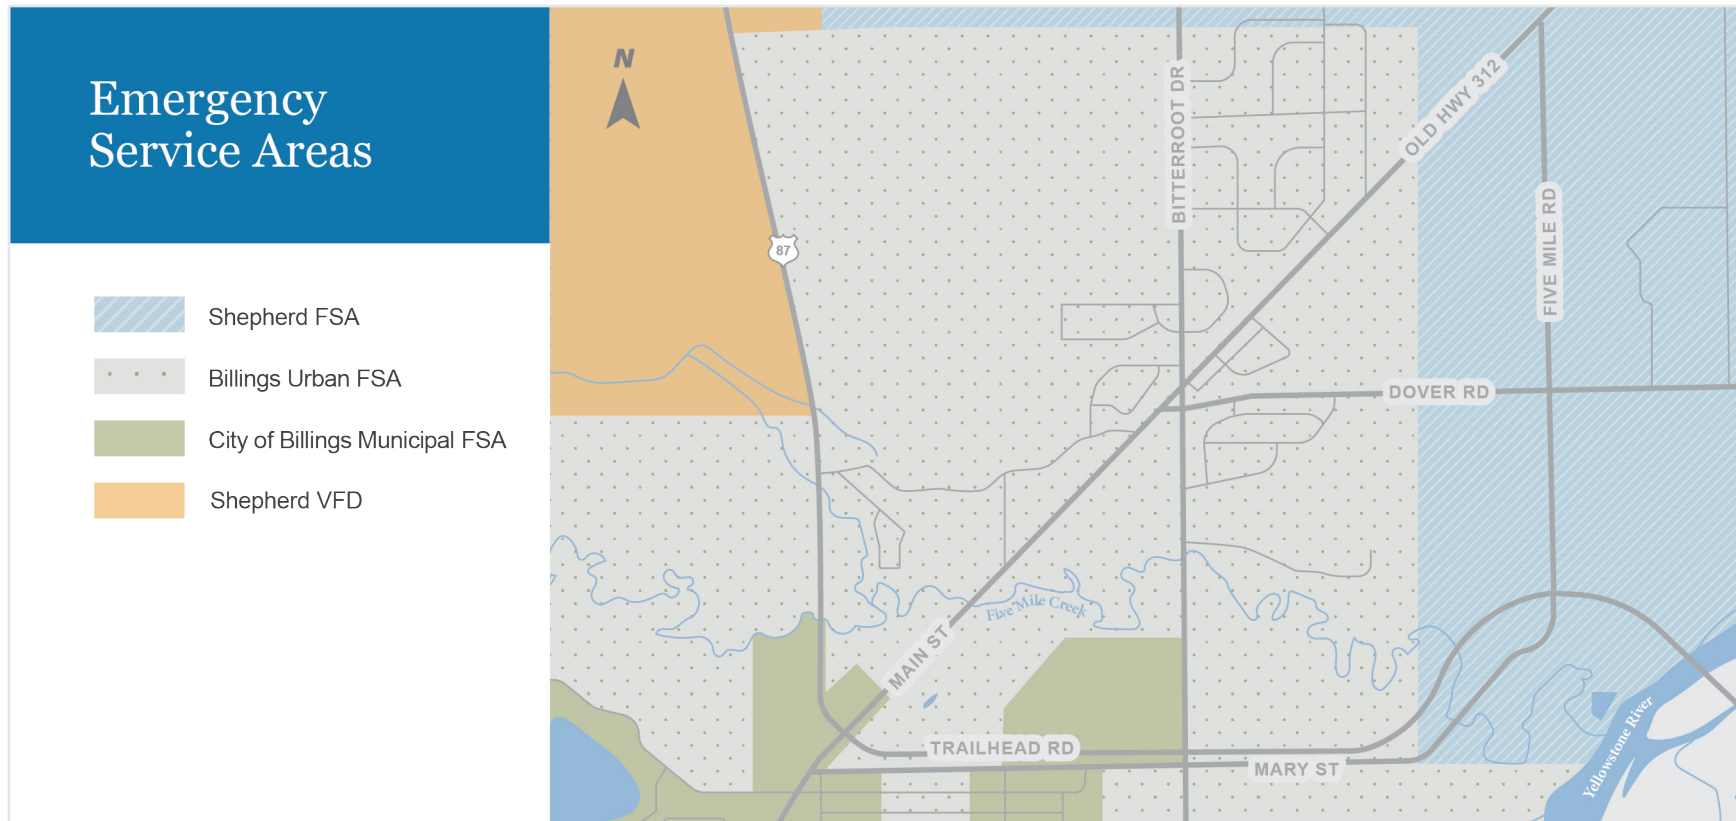 Emergency
Service Areas
Shepherd FSA
Billings Urban FSA
City of Billings Municipal FSA
Shepherd VFD
N
87
BITTERROOT DR
OLD HWY 312
FIVE MILE RD
DOVER RD
Five Mile Creek
MAIN ST
TRAILHEAD RD
MARY ST
Yellowstone River